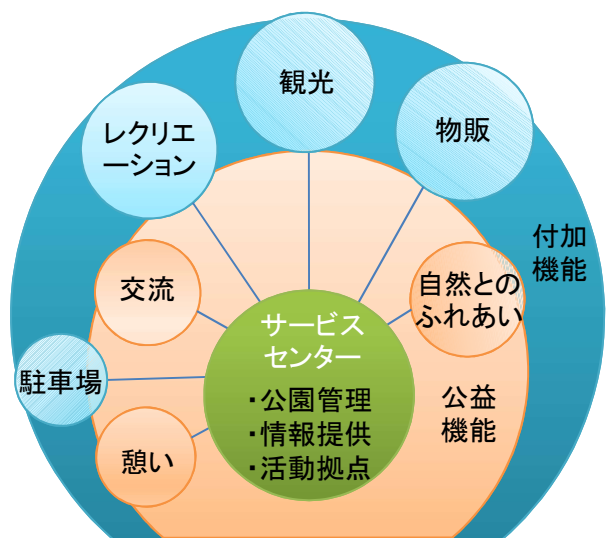 観光
レクリエ
ーション
物販
付加
機能
交流
自然との
ふれあい
サービス
センター
・公園管理
・情報提供
・活動拠点
駐車場
公益
機能
憩い